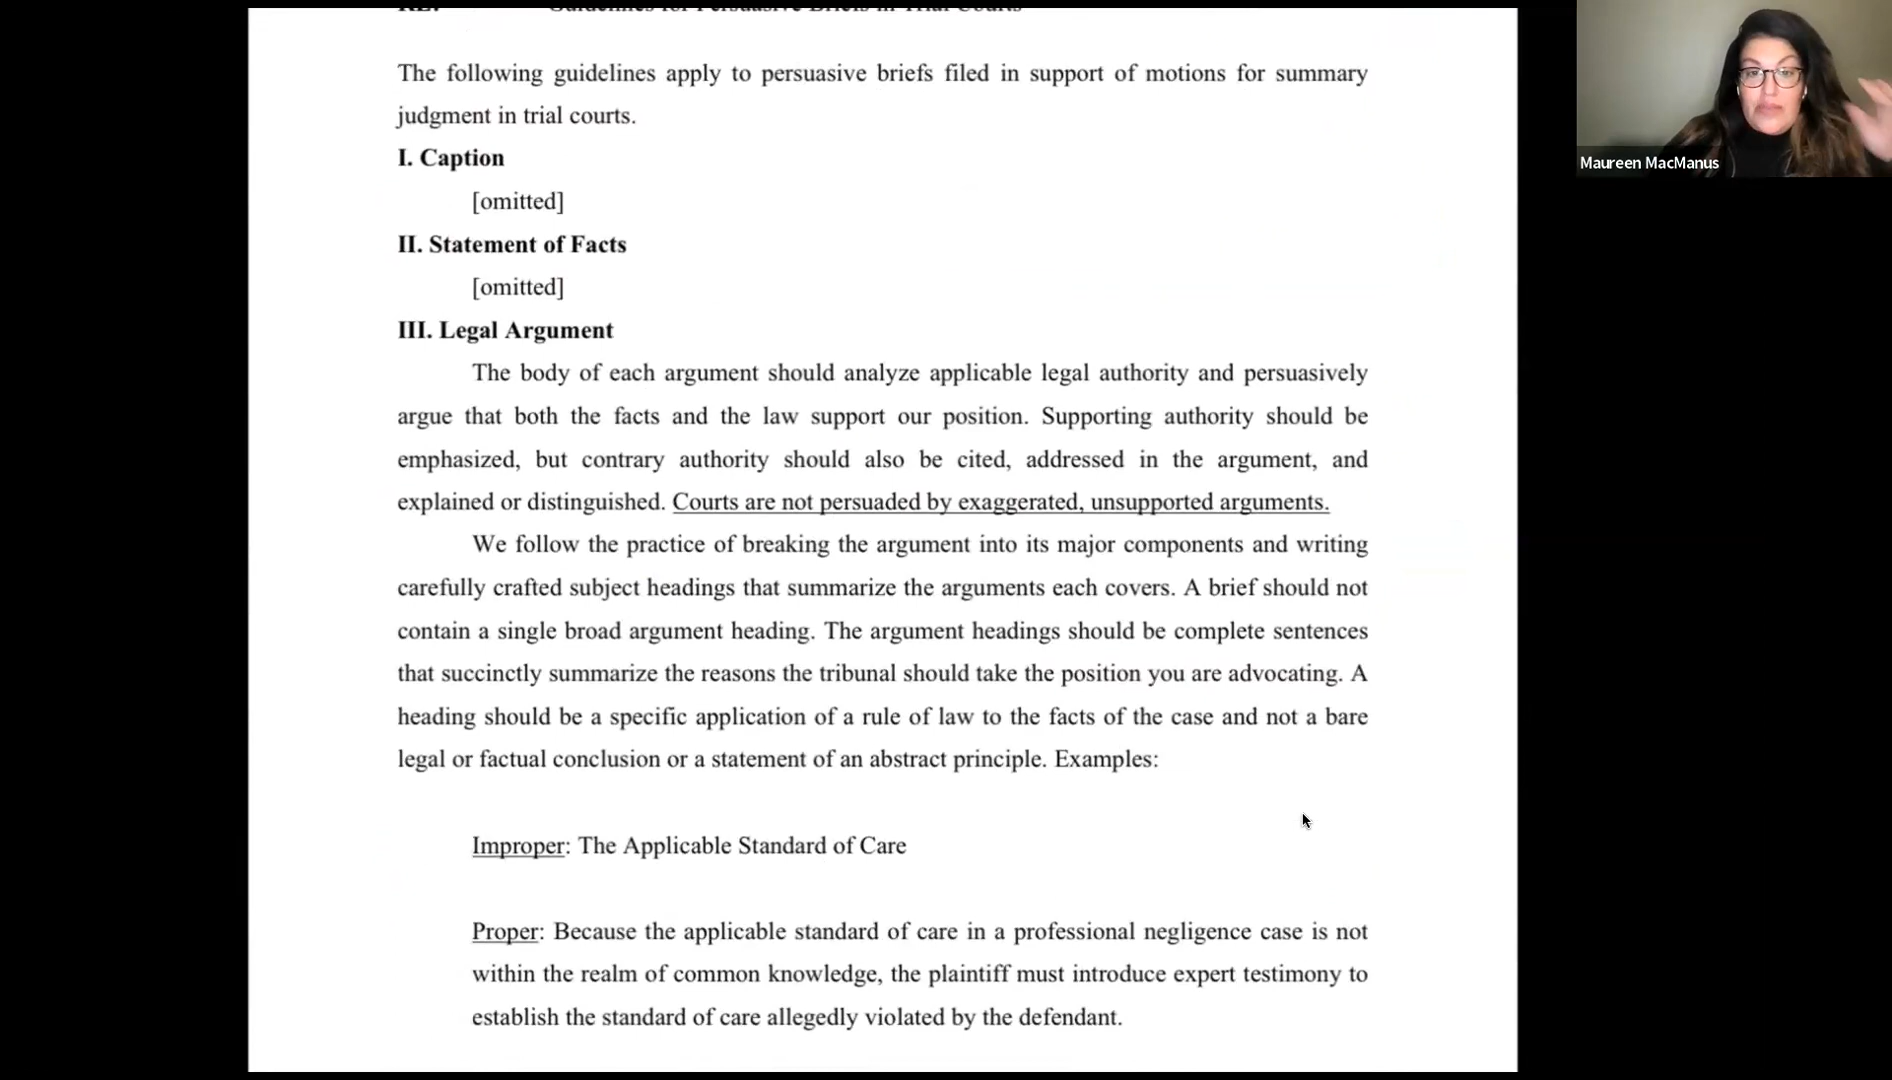 RE: Guidelines for Persuasive Briefs in Trial Courts
The following guidelines apply to persuasive briefs filed in support of motions for summary
judgment in trial courts.
I. Caption
[omitted]
II. Statement of Facts
[omitted]
III. Legal Argument
The body of each argument should analyze applicable legal authority and persuasively
argue that both the facts and the law support our position. Supporting authority should be
emphasized, but contrary authority should also be cited, addressed in the argument, and
explained or distinguished. Courts are not persuaded by exaggerated, unsupported arguments.
We follow the practice of breaking the argument into its major components and writing
carefully crafted subject headings that summarize the arguments each covers. A brief should not
contain a single broad argument heading. The argument headings should be complete sentences
that succinctly summarize the reasons the tribunal should take the position you are advocating. A
heading should be a specific application of a rule of law to the facts of the case and not a bare
legal or factual conclusion or a statement of an abstract principle. Examples:
Improper: The Applicable Standard of Care
Proper: Because the applicable standard of care in a professional negligence case is not
within the realm of common knowledge, the plaintiff must introduce expert testimony to
establish the standard of care allegedly violated by the defendant.
Maureen MacManus